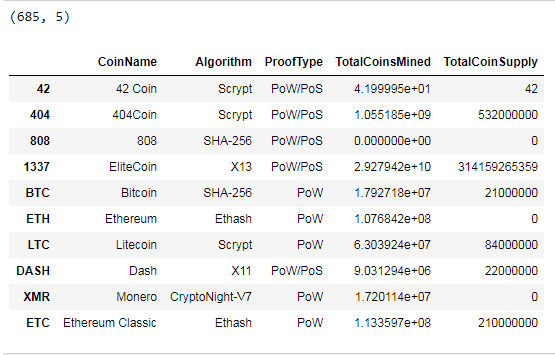 (685, 5)
CoinName Algorithm ProofType TotalCoinsMined TotalCoinSupply
42 42 Coin Scrypt PoW/PoS 4.199995e+01 42
404 404Coin Scrypt PoW/PoS 1.055185e+09 532000000
808 808 SHA-256 PoW/PoS 0.000000e+00 0
1337 EliteCoin X13 PoW/PoS 2.927942e+10 314159265359
BTC Bitcoin SHA-256 PoW 1.792718e+07 21000000
ETH Ethereum Ethash PoW 1.076842e+08 0
LTC Litecoin Scrypt PoW 6.303924e+07 84000000
DASH Dash X11 PoW/PoS 9.031294e+06 22000000
XMR Monero CryptoNight-V7 PoW 1.720114e+07 0
ETC Ethereum Classic Ethash PoW 1.133597e+08 210000000